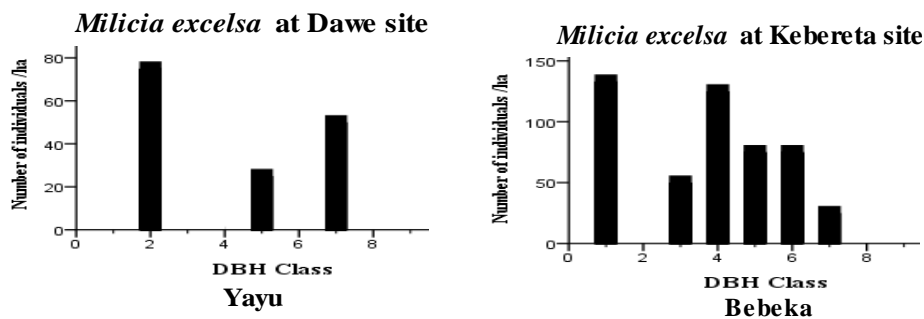 Milicia excelsa at Dawe site
Number of individuals /ha
80
60
40
20
0
0 2 4 6 8
DBH Class
Yayu
Milicia excelsa at Kebereta site
Number of individuals /ha
150
100
50
0
0 2 4 6 8
DBH Class
Bebeka